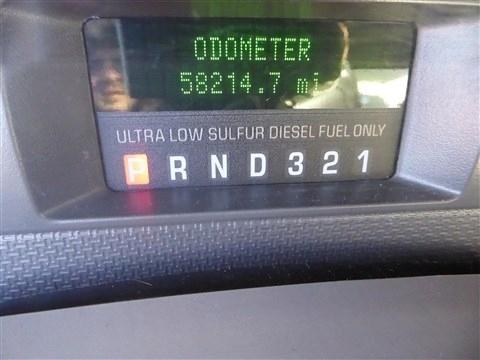 ODOMETER
58214.7 mi
ULTRA LOW SULFUR DIESEL FUEL ONLY
P R N D 3 2 1